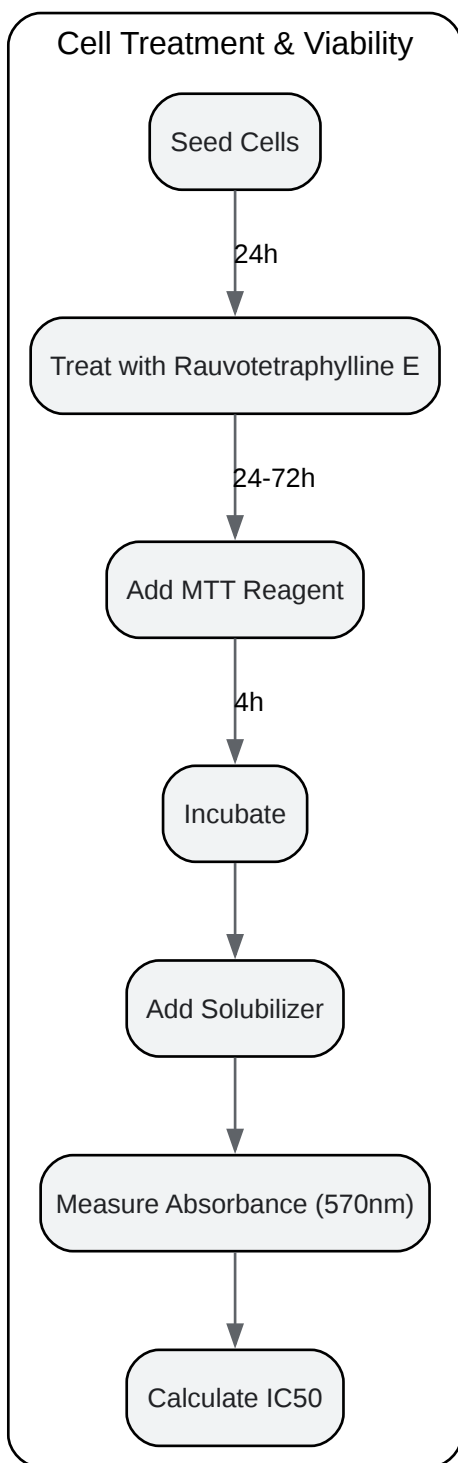 Cell Treatment & Viability
Seed Cells
24h
Treat with Rauvotetraphylline E
24-72h
Add MTT Reagent
4h
Incubate
Add Solubilizer
Measure Absorbance (570nm)
Calculate IC50